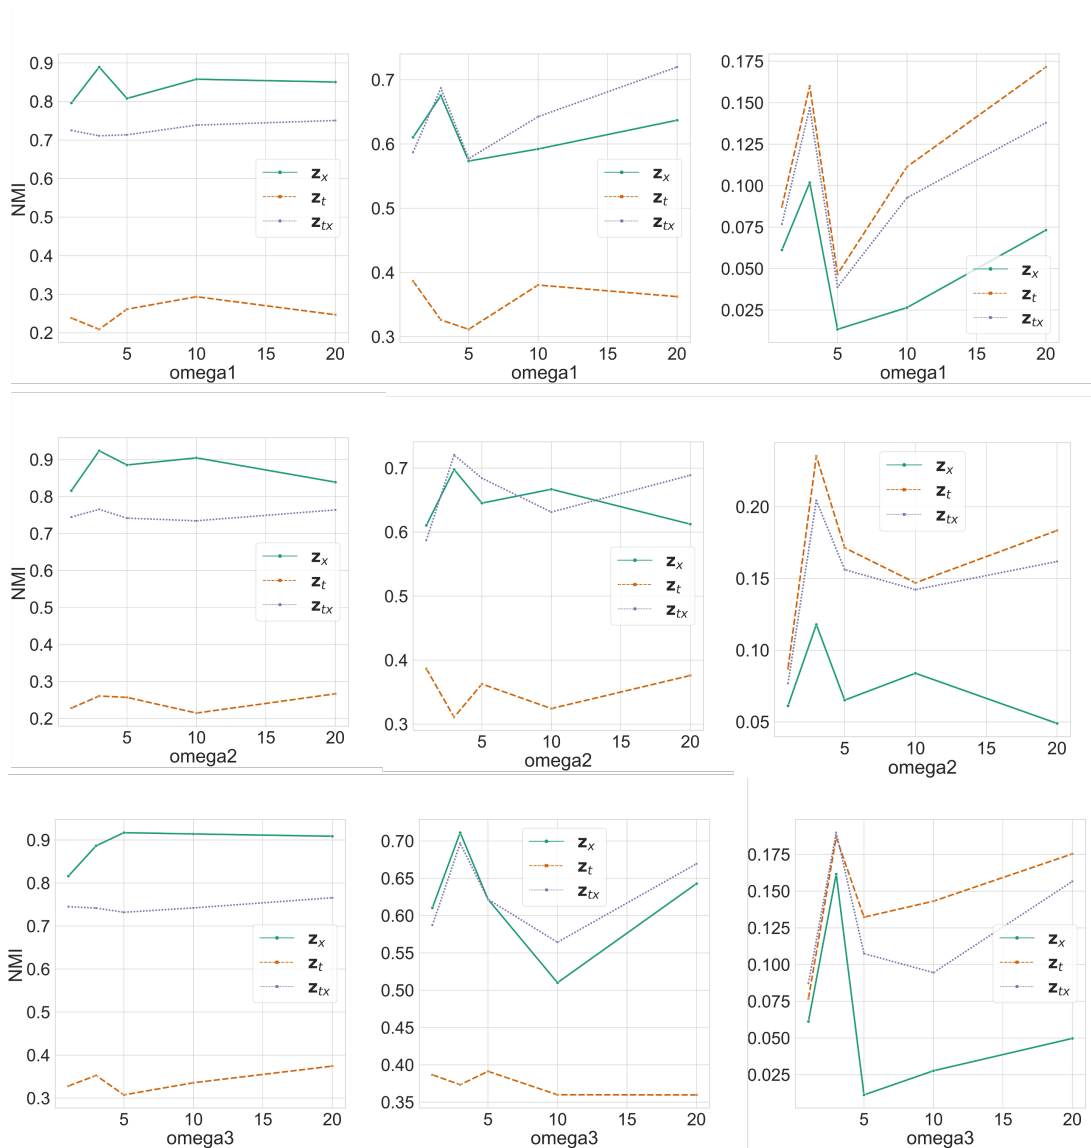 0.9
0.8
0.7
0.6
0.5
0.4
0.3
0.2
NMI
5 10 15 20
omega1
z_x
z_t
z_tx
0.7
0.6
0.5
0.4
0.3
5 10 15 20
omega1
z_x
z_t
z_tx
0.175
0.150
0.125
0.100
0.075
0.050
0.025
5 10 15 20
omega1
z_x
z_t
z_tx
0.9
0.8
0.7
0.6
0.5
0.4
0.3
0.2
NMI
5 10 15 20
omega2
z_x
z_t
z_tx
0.7
0.6
0.5
0.4
0.3
5 10 15 20
omega2
z_x
z_t
z_tx
0.20
0.15
0.10
0.05
5 10 15 20
omega2
z_x
z_t
z_tx
0.9
0.8
0.7
0.6
0.5
0.4
0.3
NMI
5 10 15 20
omega3
z_x
z_t
z_tx
0.70
0.65
0.60
0.55
0.50
0.45
0.40
0.35
5 10 15 20
omega3
z_x
z_t
z_tx
0.175
0.150
0.125
0.100
0.075
0.050
0.025
5 10 15 20
omega3
z_x
z_t
z_tx